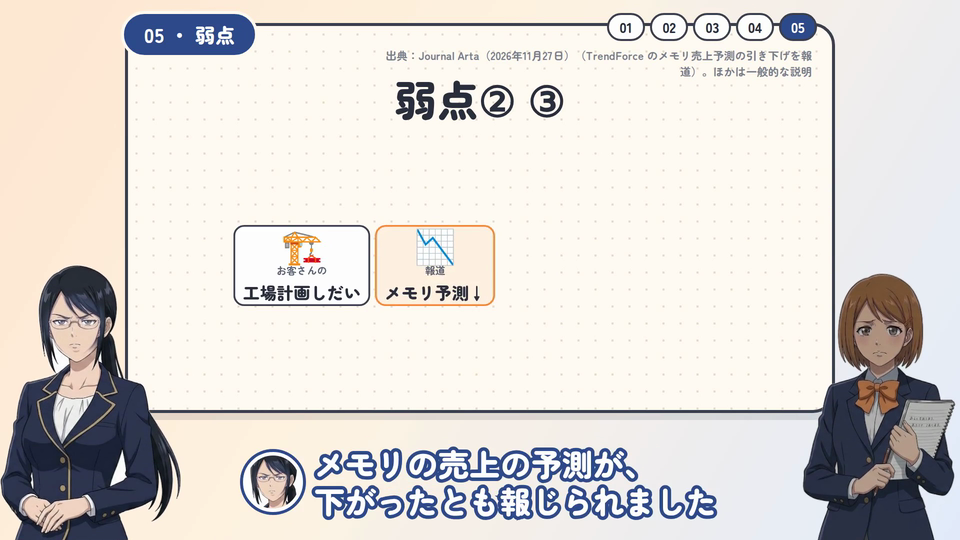 05 ・ 弱点
01 02 03 04 05
出典：Journal Arta（2026年11月27日）（TrendForce のメモリ売上予測の引き下げを報
道）。ほかは一般的な説明
弱点② ③
お客さんの
工場計画しだい
報道
メモリ予測↓
メモリの売上の予測が、
下がったとも報じられました